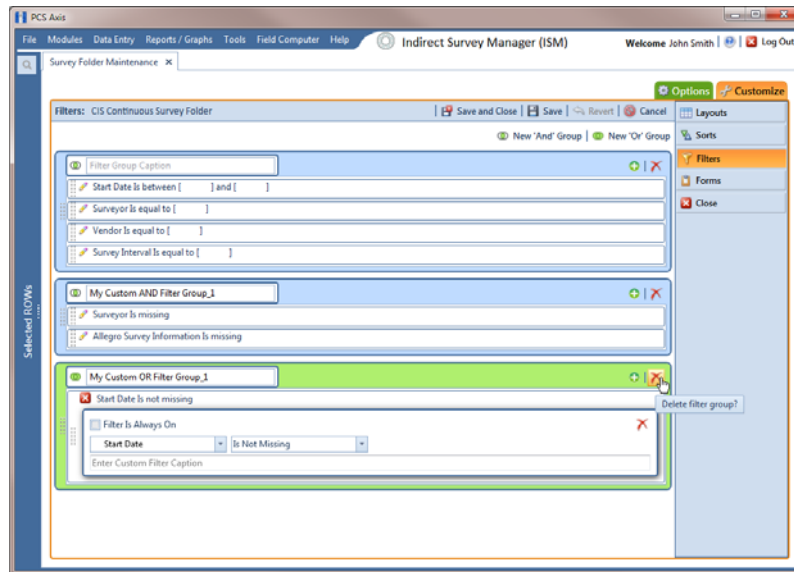 PCS Axis
File Modules Data Entry Reports / Graphs Tools Field Computer Help Indirect Survey Manager (ISM) Welcome John Smith | | Log Out
Survey Folder Maintenance ×
Options Customize
Filters: CIS Continuous Survey Folder | Save and Close | Save | Revert | Cancel
Layouts
New 'And' Group | New 'Or' Group
Sorts
Filters
Forms
Close
Filter Group Caption
Start Date Is between [ ] and [ ]
Surveyor Is equal to [ ]
Vendor Is equal to [ ]
Survey Interval Is equal to [ ]
Selected ROWs
My Custom AND Filter Group_1
Surveyor Is missing
Allegro Survey Information Is missing
My Custom OR Filter Group_1
Delete filter group?
Start Date Is not missing
Filter Is Always On
Start Date Is Not Missing
Enter Custom Filter Caption